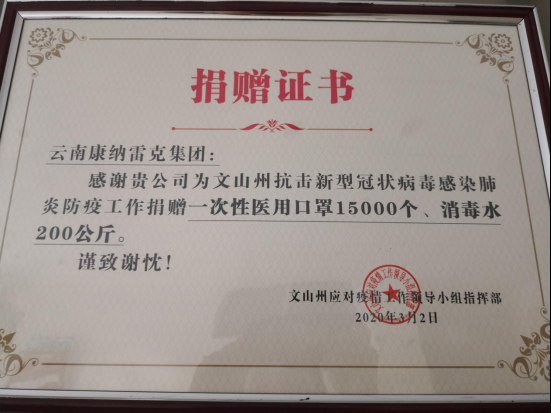 捐赠证书
云南康纳雷克集团：
感谢贵公司为文山州抗击新型冠状病毒感染肺
炎防疫工作捐赠一次性医用口罩15000个、消毒水
200公斤。
谨致谢忱！
文山州应对疫情工作领导小组指挥部
2020年3月2日